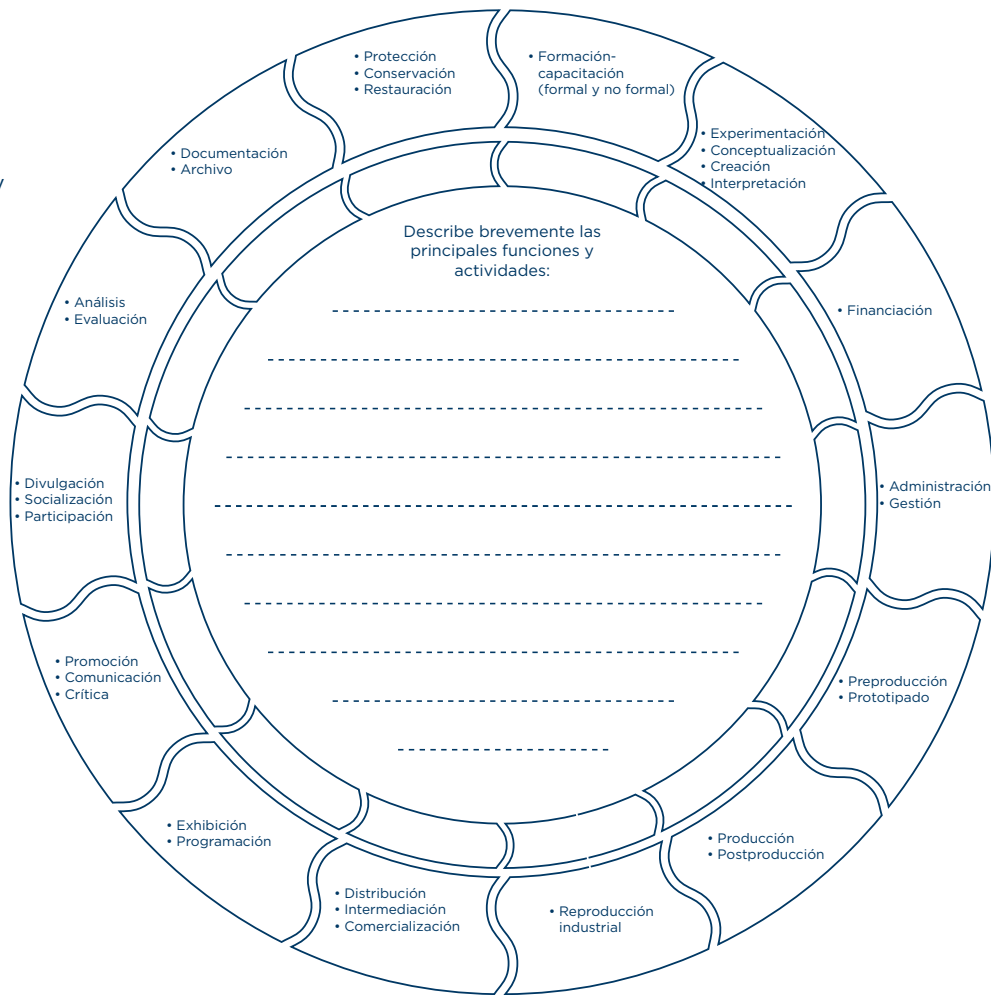 • Protección
• Conservación
• Restauración
• Formación-
capacitación
(formal y no formal)
• Experimentación
• Conceptualización
• Creación
• Interpretación
• Financiación
• Administración
• Gestión
• Preproducción
• Prototipado
• Producción
• Postproducción
• Reproducción
industrial
• Distribución
• Intermediación
• Comercialización
• Exhibición
• Programación
• Promoción
• Comunicación
• Crítica
• Divulgación
• Socialización
• Participación
• Análisis
• Evaluación
• Documentación
• Archivo
y
Describe brevemente las
principales funciones y
actividades: